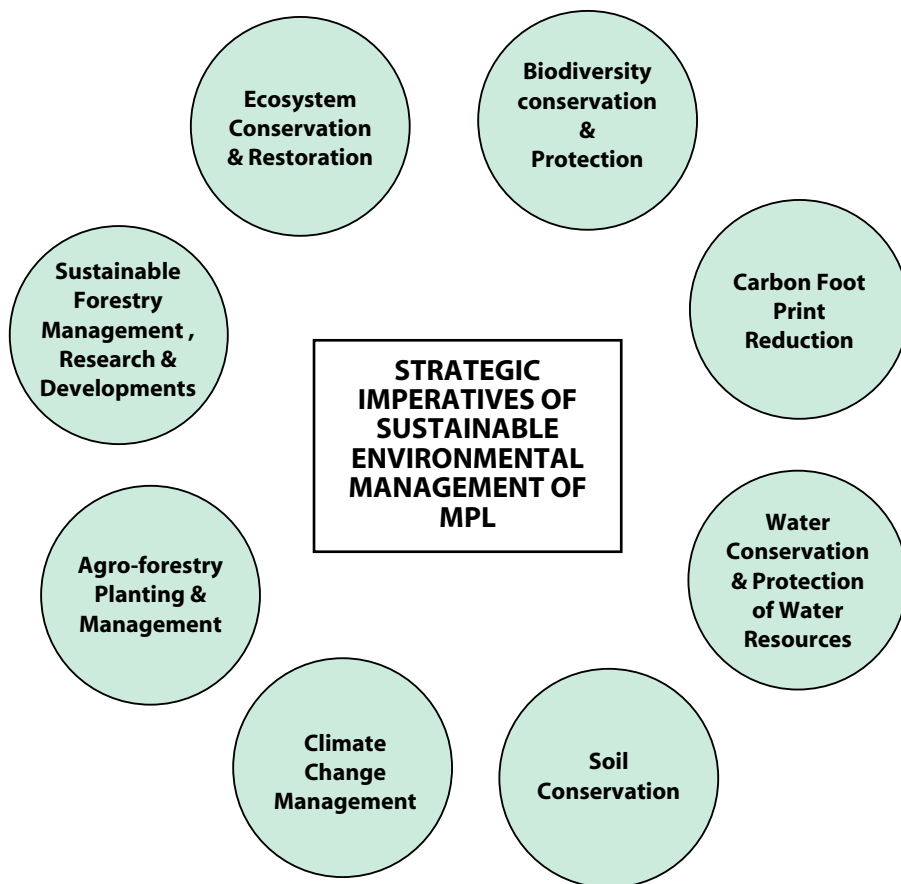 Ecosystem
Conservation
& Restoration
Biodiversity
conservation
&
Protection
Sustainable
Forestry
Management ,
Research &
Developments
Carbon Foot
Print
Reduction
STRATEGIC
IMPERATIVES OF
SUSTAINABLE
ENVIRONMENTAL
MANAGEMENT OF
MPL
Agro-forestry
Planting &
Management
Water
Conservation
& Protection
of Water
Resources
Climate
Change
Management
Soil
Conservation